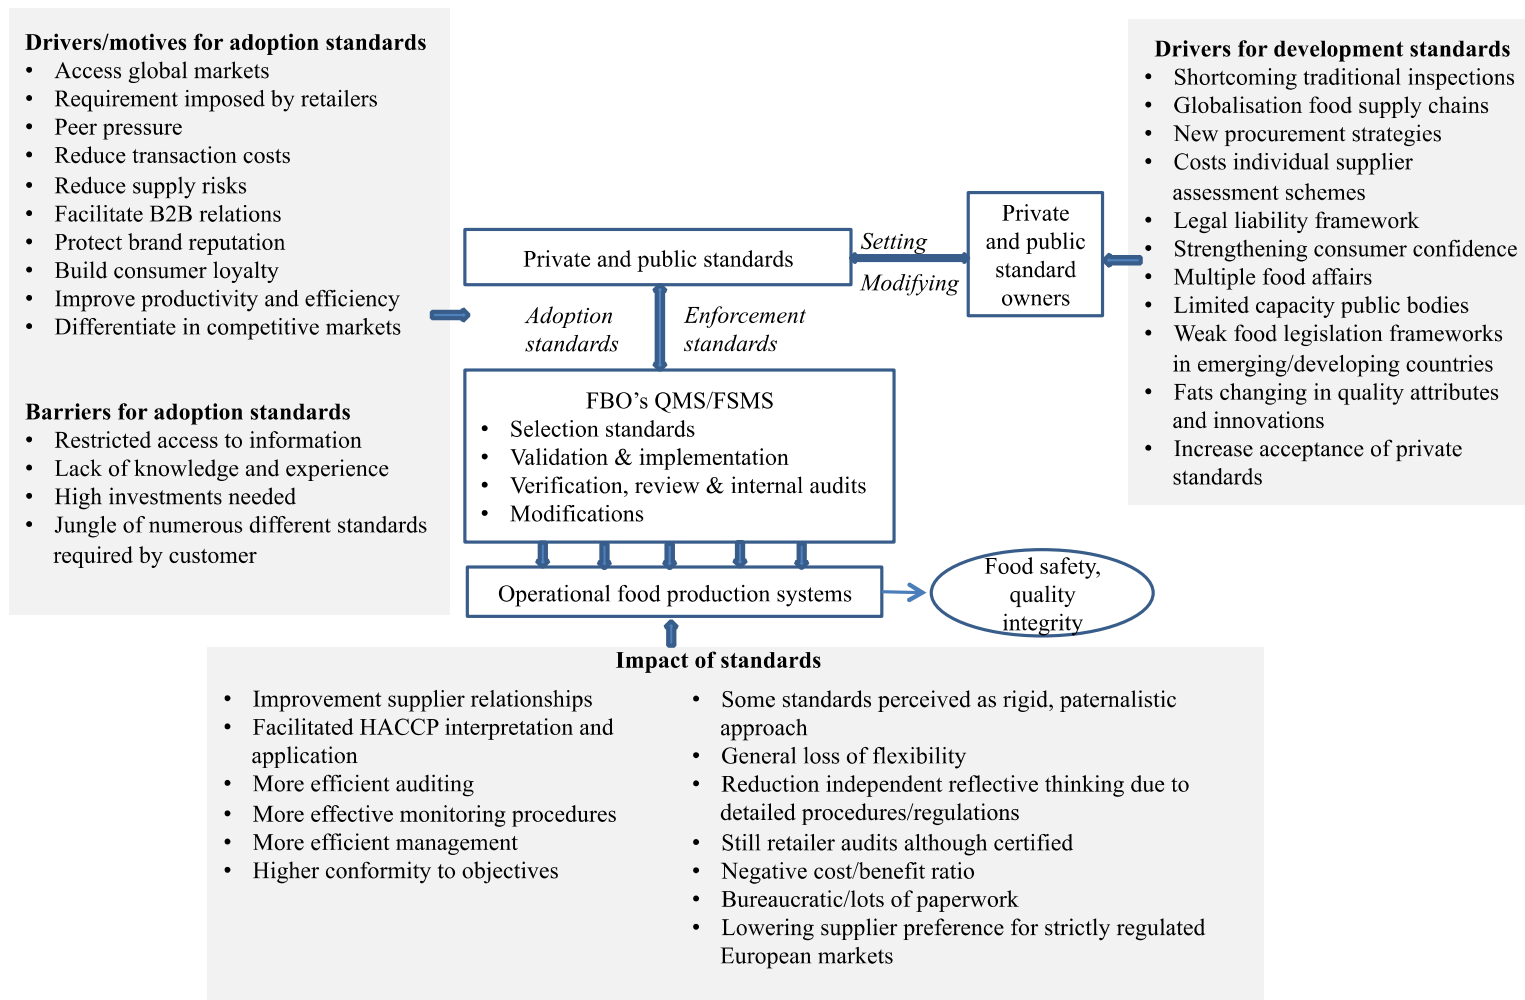 Drivers/motives for adoption standards
• Access global markets
• Requirement imposed by retailers
• Peer pressure
• Reduce transaction costs
• Reduce supply risks
• Facilitate B2B relations
• Protect brand reputation
• Build consumer loyalty
• Improve productivity and efficiency
• Differentiate in competitive markets
Barriers for adoption standards
• Restricted access to information
• Lack of knowledge and experience
• High investments needed
• Jungle of numerous different standards
required by customer
Private and public standards
Setting
Modifying
Private
and public
standard
owners
Adoption
standards
Enforcement
standards
FBO’s QMS/FSMS
• Selection standards
• Validation & implementation
• Verification, review & internal audits
• Modifications
Operational food production systems
Food safety,
quality
integrity
Drivers for development standards
• Shortcoming traditional inspections
• Globalisation food supply chains
• New procurement strategies
• Costs individual supplier
assessment schemes
• Legal liability framework
• Strengthening consumer confidence
• Multiple food affairs
• Limited capacity public bodies
• Weak food legislation frameworks
in emerging/developing countries
• Fats changing in quality attributes
and innovations
• Increase acceptance of private
standards
Impact of standards
• Improvement supplier relationships
• Facilitated HACCP interpretation and
application
• More efficient auditing
• More effective monitoring procedures
• More efficient management
• Higher conformity to objectives
• Some standards perceived as rigid, paternalistic
approach
• General loss of flexibility
• Reduction independent reflective thinking due to
detailed procedures/regulations
• Still retailer audits although certified
• Negative cost/benefit ratio
• Bureaucratic/lots of paperwork
• Lowering supplier preference for strictly regulated
European markets